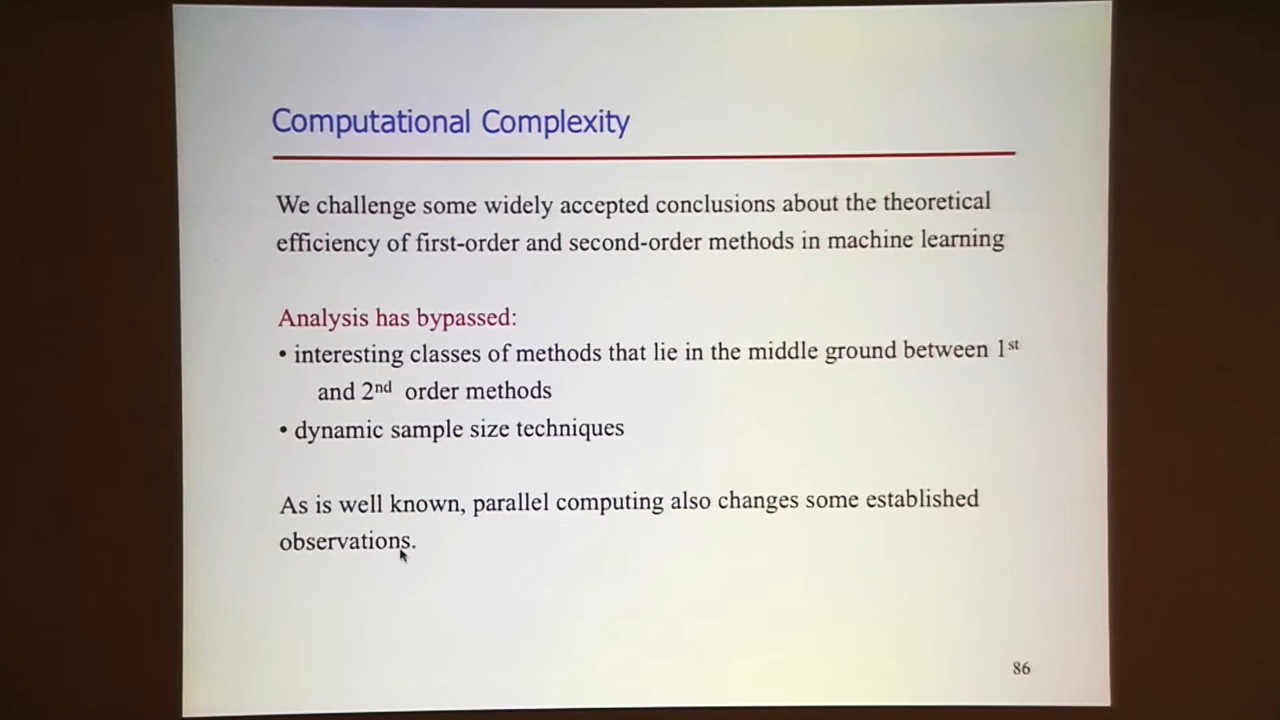 Computational Complexity
We challenge some widely accepted conclusions about the theoretical
efficiency of first-order and second-order methods in machine learning
Analysis has bypassed:
• interesting classes of methods that lie in the middle ground between 1st
and 2nd order methods
• dynamic sample size techniques
As is well known, parallel computing also changes some established
observations.
86